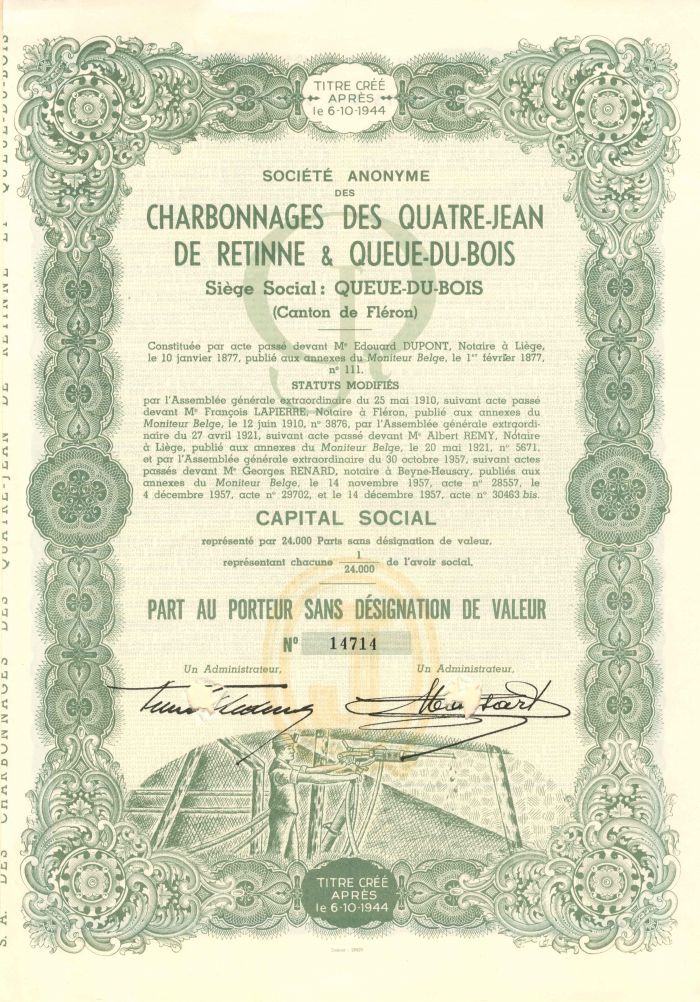 TITRE CRÉÉ
APRÈS
le 6-10-1944
SOCIÉTÉ ANONYME
DES
CHARBONNAGES DES QUATRE-JEAN
DE RETINNE & QUEUE-DU-BOIS
Siège Social : QUEUE-DU-BOIS
(Canton de Fléron)
Constituée par acte passé devant Me Edouard DUPONT, Notaire à Liège,
le 10 janvier 1877, publié aux annexes du Moniteur Belge, le 1er février 1877,
n° 111.
STATUTS MODIFIÉS
par l'Assemblée générale extraordinaire du 25 mai 1910, suivant acte passé
devant Me François LAPIERRE, Notaire à Fléron, publié aux annexes du
Moniteur Belge, le 12 juin 1910, n° 3876, par l'Assemblée générale extraordi-
naire du 27 avril 1921, suivant acte passé devant Me Albert REMY, Notaire
à Liège, publié aux annexes du Moniteur Belge, le 20 mai 1921, n° 5671,
et par l'Assemblée générale extraordinaire du 30 octobre 1957, suivant actes
passés devant Me Georges RENARD, notaire à Beyne-Heusay, publiés aux
annexes du Moniteur Belge, le 14 novembre 1957, acte n° 28557, le
4 décembre 1957, acte n° 29702, et le 14 décembre 1957, acte n° 30463 bis.
CAPITAL SOCIAL
représenté par 24.000 Parts sans désignation de valeur,
représentant chacune 1/24.000 de l'avoir social,
PART AU PORTEUR SANS DÉSIGNATION DE VALEUR
N° 14714
Un Administrateur, Un Administrateur,
TITRE CRÉÉ
APRÈS
le 6-10-1944
S. A. DES CHARBONNAGES DES QUATRE-JEAN DE RETINNE ET QUEUE-DU-BOIS